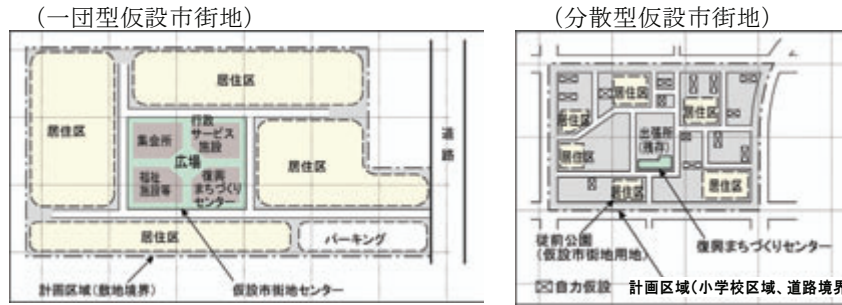 （一団型仮設市街地）
居住区
居住区
集会所
行政
サービス
施設
広場
福祉
施設等
復興
まちづくり
センター
居住区
道路
居住区
パーキング
計画区域（敷地境界）
仮設市街地センター
（分散型仮設市街地）
居住区
居住区
居住区
出張所
（残存）
居住区
居住区
居住区
従前公園
（仮設市街地用地）
復興まちづくりセンター
自力仮設
計画区域（小学校区域、道路境界